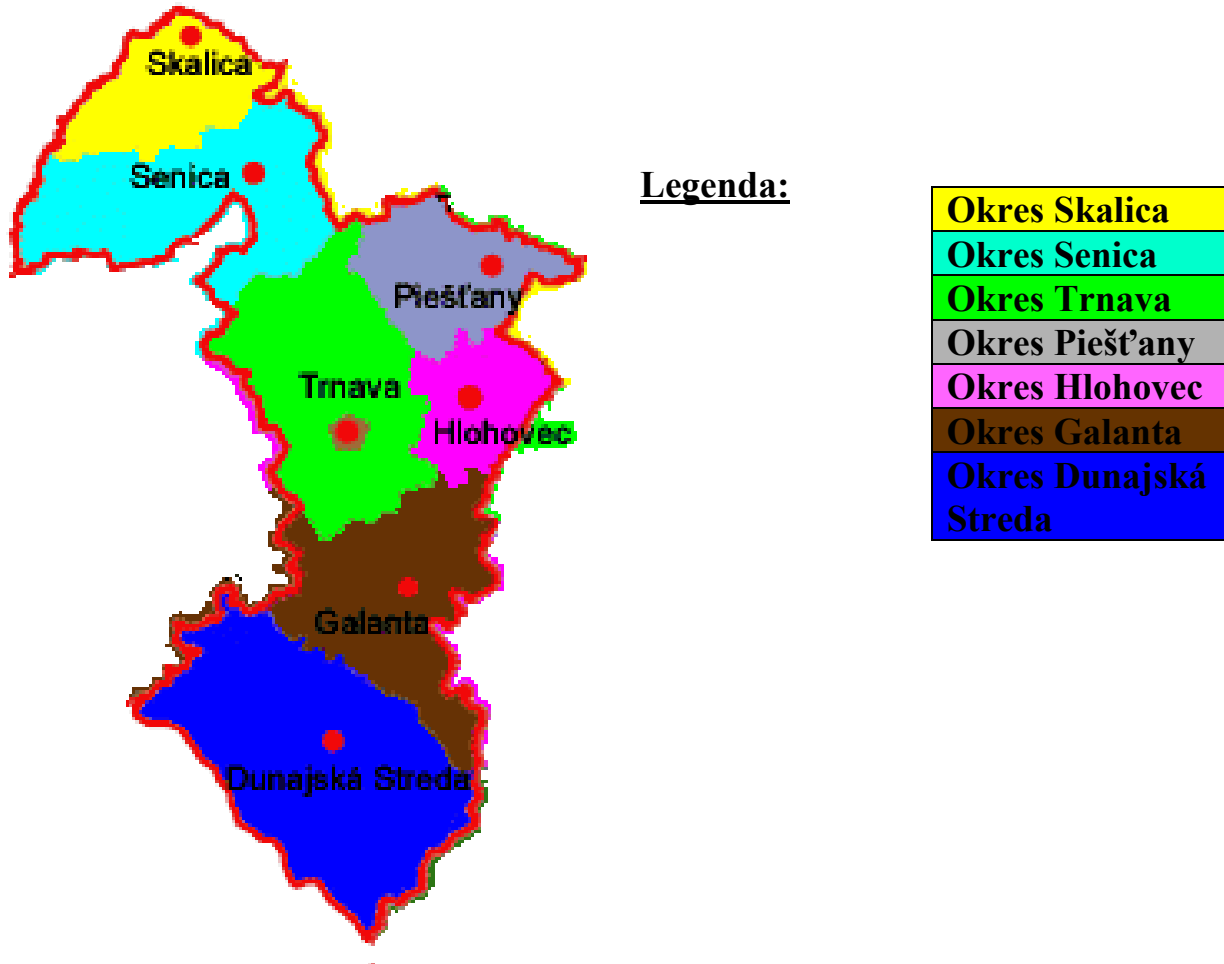 Skalica
Senica
Piešťany
Trnava
Hlohovec
Galanta
Dunajská Streda
Legenda:
Okres Skalica
Okres Senica
Okres Trnava
Okres Piešťany
Okres Hlohovec
Okres Galanta
Okres Dunajská
Streda